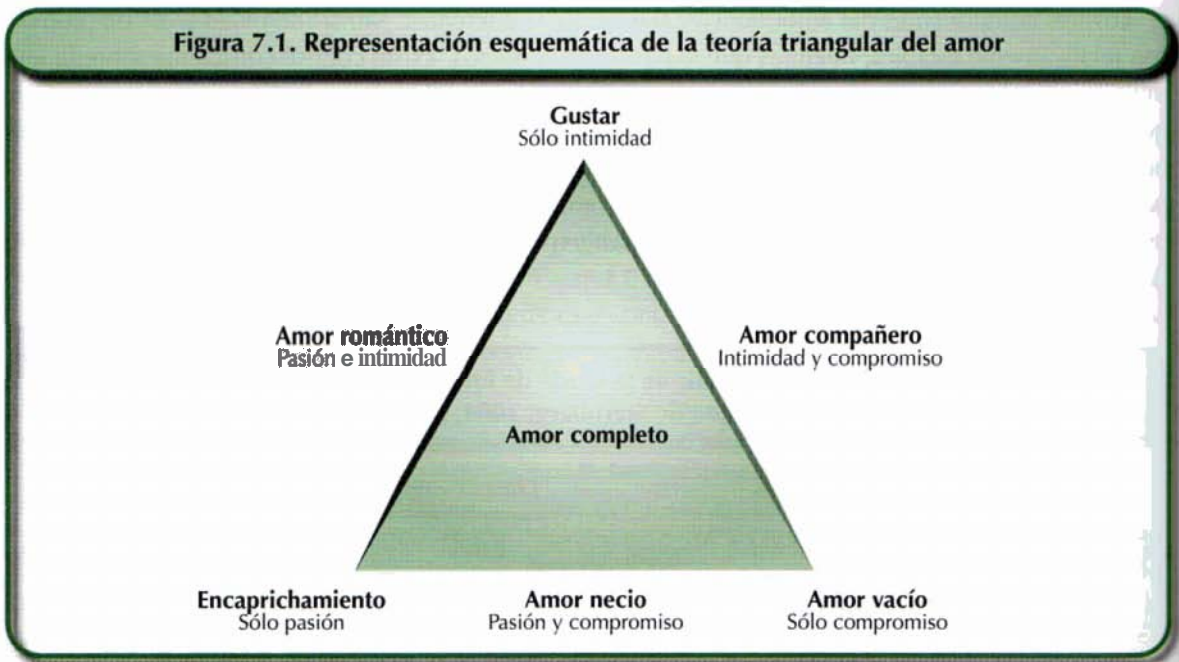 Figura 7.1. Representación esquemática de la teoría triangular del amor
Gustar
Sólo intimidad
Amor romántico
Pasión e intimidad
Amor compañero
Intimidad y compromiso
Amor completo
Encaprichamiento
Sólo pasión
Amor necio
Pasión y compromiso
Amor vacío
Sólo compromiso